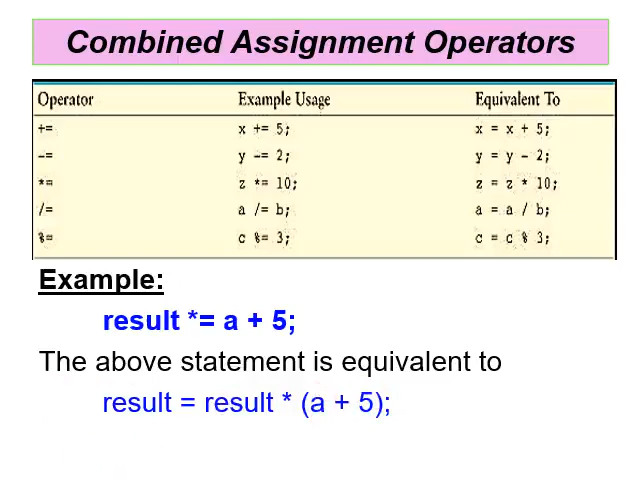 Combined Assignment Operators
Operator Example Usage Equivalent To
+= x += 5; x = x + 5;
-= y -= 2; y = y - 2;
*= z *= 10; z = z * 10;
/= a /= b; a = a / b;
%= c %= 3; c = c % 3;
Example:
result *= a + 5;
The above statement is equivalent to
result = result * (a + 5);